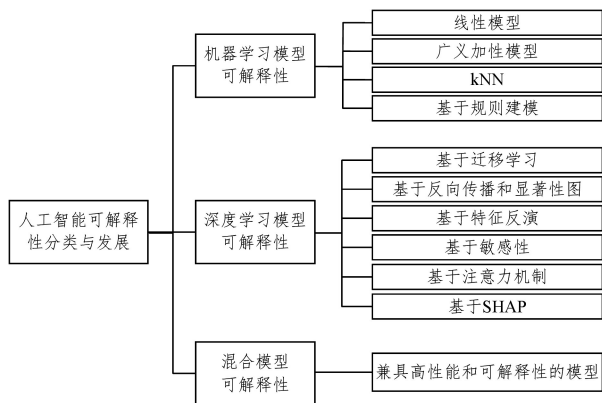 人工智能可解释
性分类与发展
机器学习模型
可解释性
线性模型
广义加性模型
kNN
基于规则建模
深度学习模型
可解释性
基于迁移学习
基于反向传播和显著性图
基于特征反演
基于敏感性
基于注意力机制
基于SHAP
混合模型
可解释性
兼具高性能和可解释性的模型